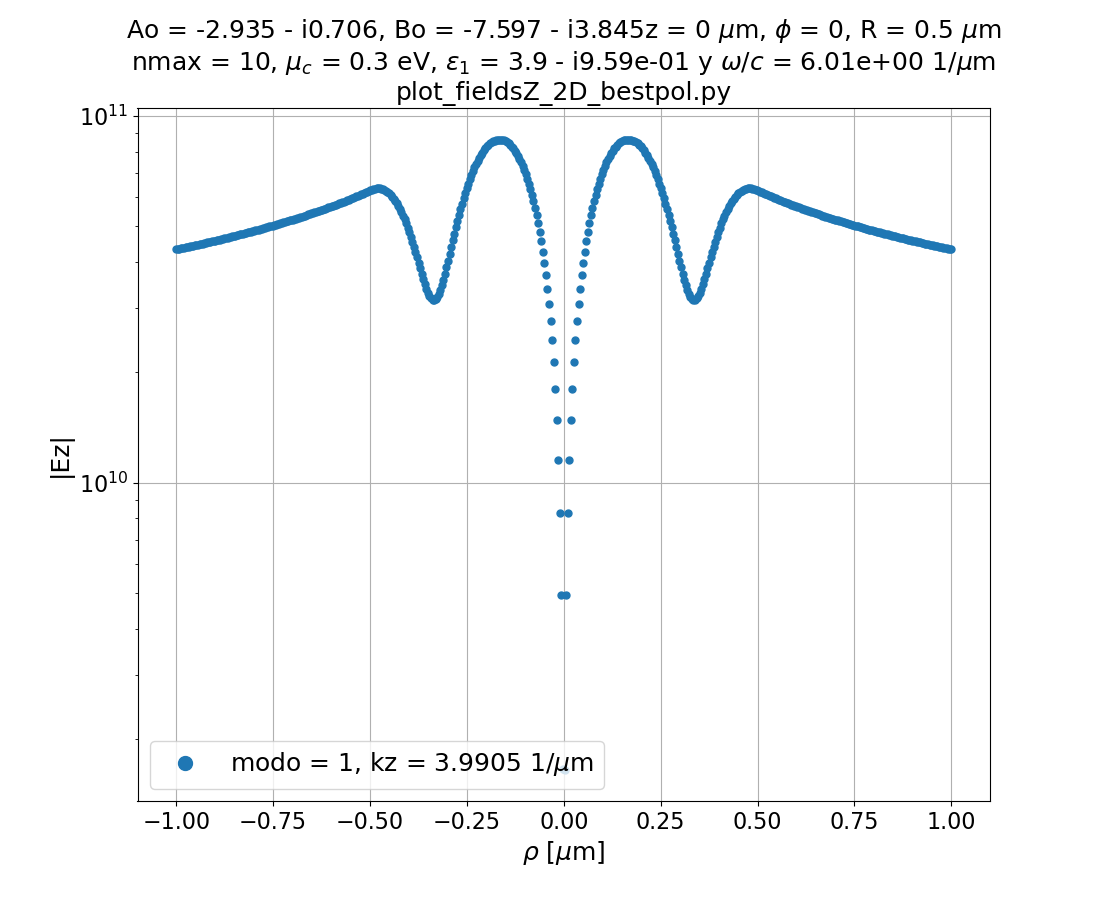 Ao = -2.935 - i0.706, Bo = -7.597 - i3.845z = 0 μm, ϕ = 0, R = 0.5 μm
nmax = 10, μc = 0.3 eV, ε1 = 3.9 - i9.59e-01 y ω/c = 6.01e+00 1/μm
plot_fieldsZ_2D_bestpol.py
10^11
|Ez|
10^10
modo = 1, kz = 3.9905 1/μm
−1.00 −0.75 −0.50 −0.25 0.00 0.25 0.50 0.75 1.00
ρ [μm]